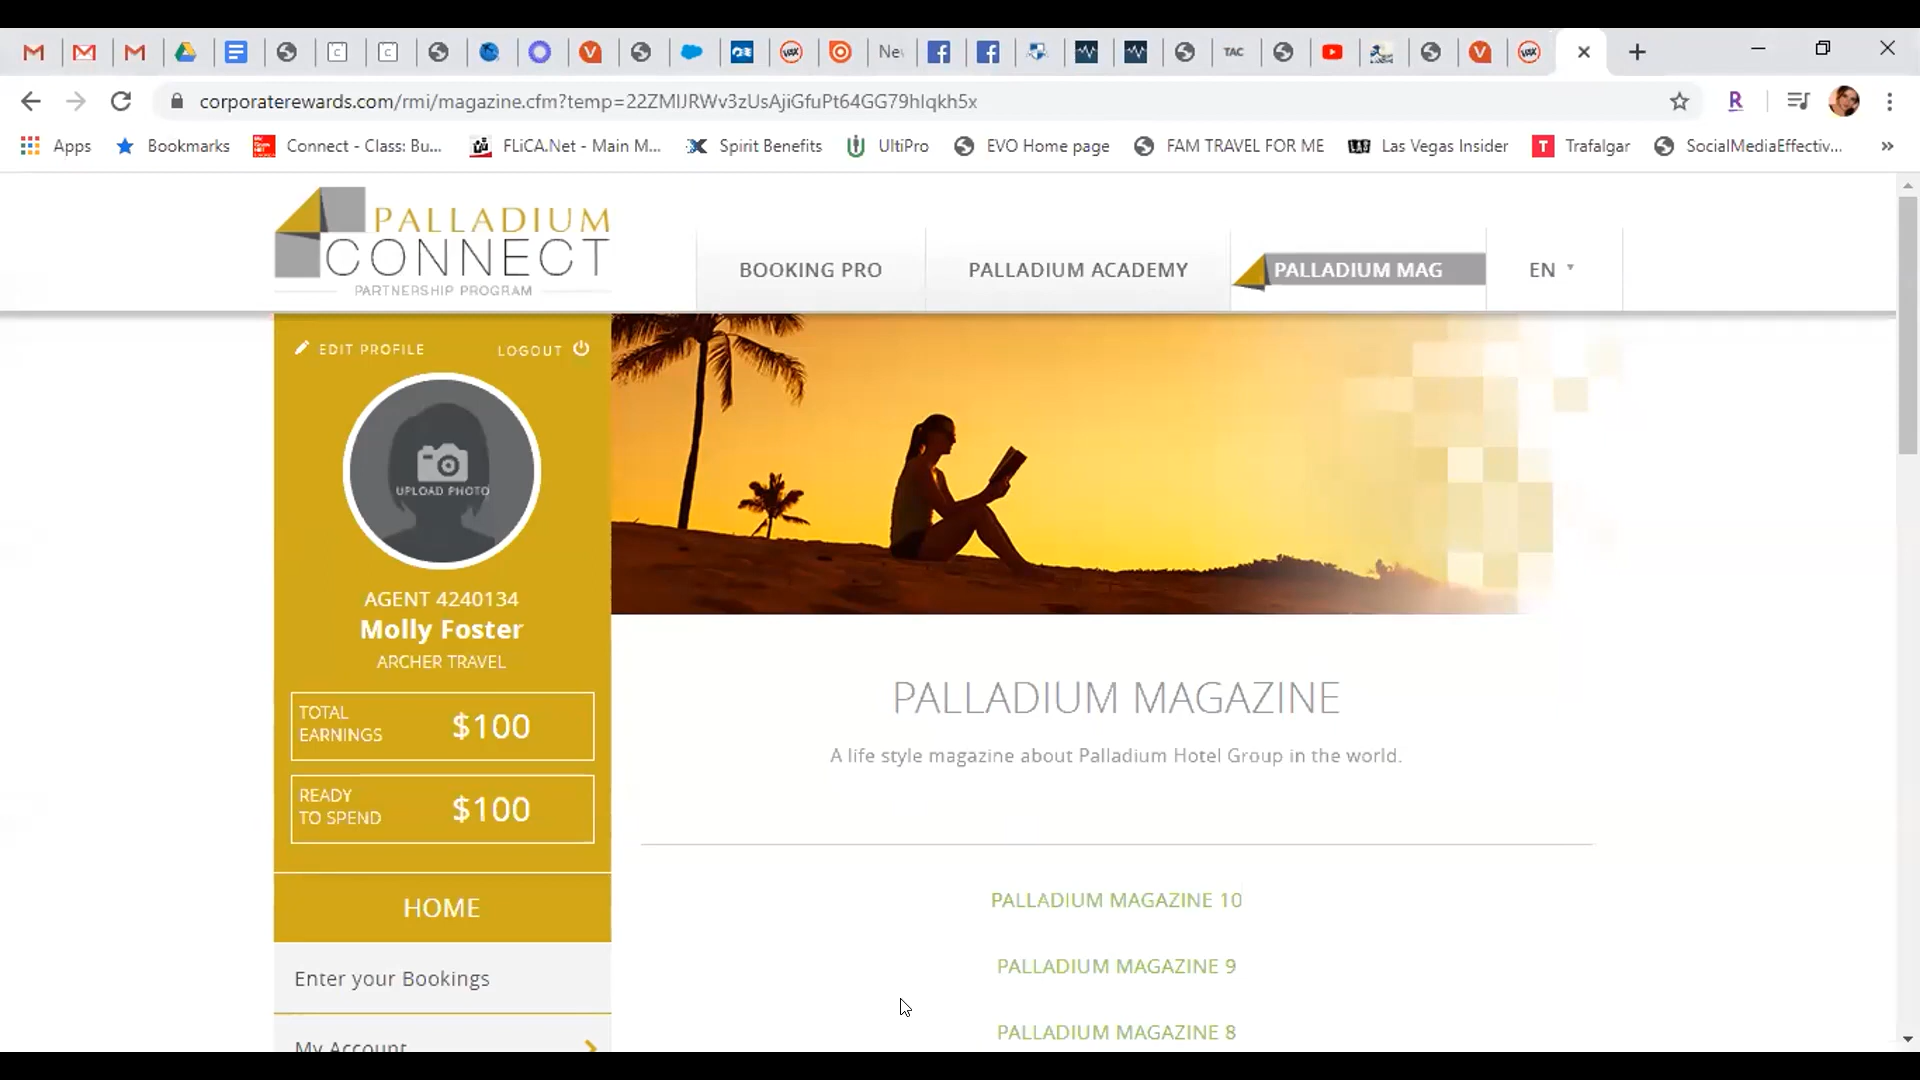 Ne
TAC
corporaterewards.com/rmi/magazine.cfm?temp=22ZMIJRWv3zUsAjiGfuPt64GG79hIqkh5x
Apps
Bookmarks
Connect - Class: Bu...
FLiCA.Net - Main M...
Spirit Benefits
UltiPro
EVO Home page
FAM TRAVEL FOR ME
Las Vegas Insider
Trafalgar
SocialMediaEffectiv...
PALLADIUM
CONNECT
PARTNERSHIP PROGRAM
BOOKING PRO
PALLADIUM ACADEMY
PALLADIUM MAG
EN
EDIT PROFILE
LOGOUT
UPLOAD PHOTO
AGENT 4240134
Molly Foster
ARCHER TRAVEL
TOTAL
EARNINGS
$100
READY
TO SPEND
$100
HOME
Enter your Bookings
My Account
PALLADIUM MAGAZINE
A life style magazine about Palladium Hotel Group in the world.
PALLADIUM MAGAZINE 10
PALLADIUM MAGAZINE 9
PALLADIUM MAGAZINE 8